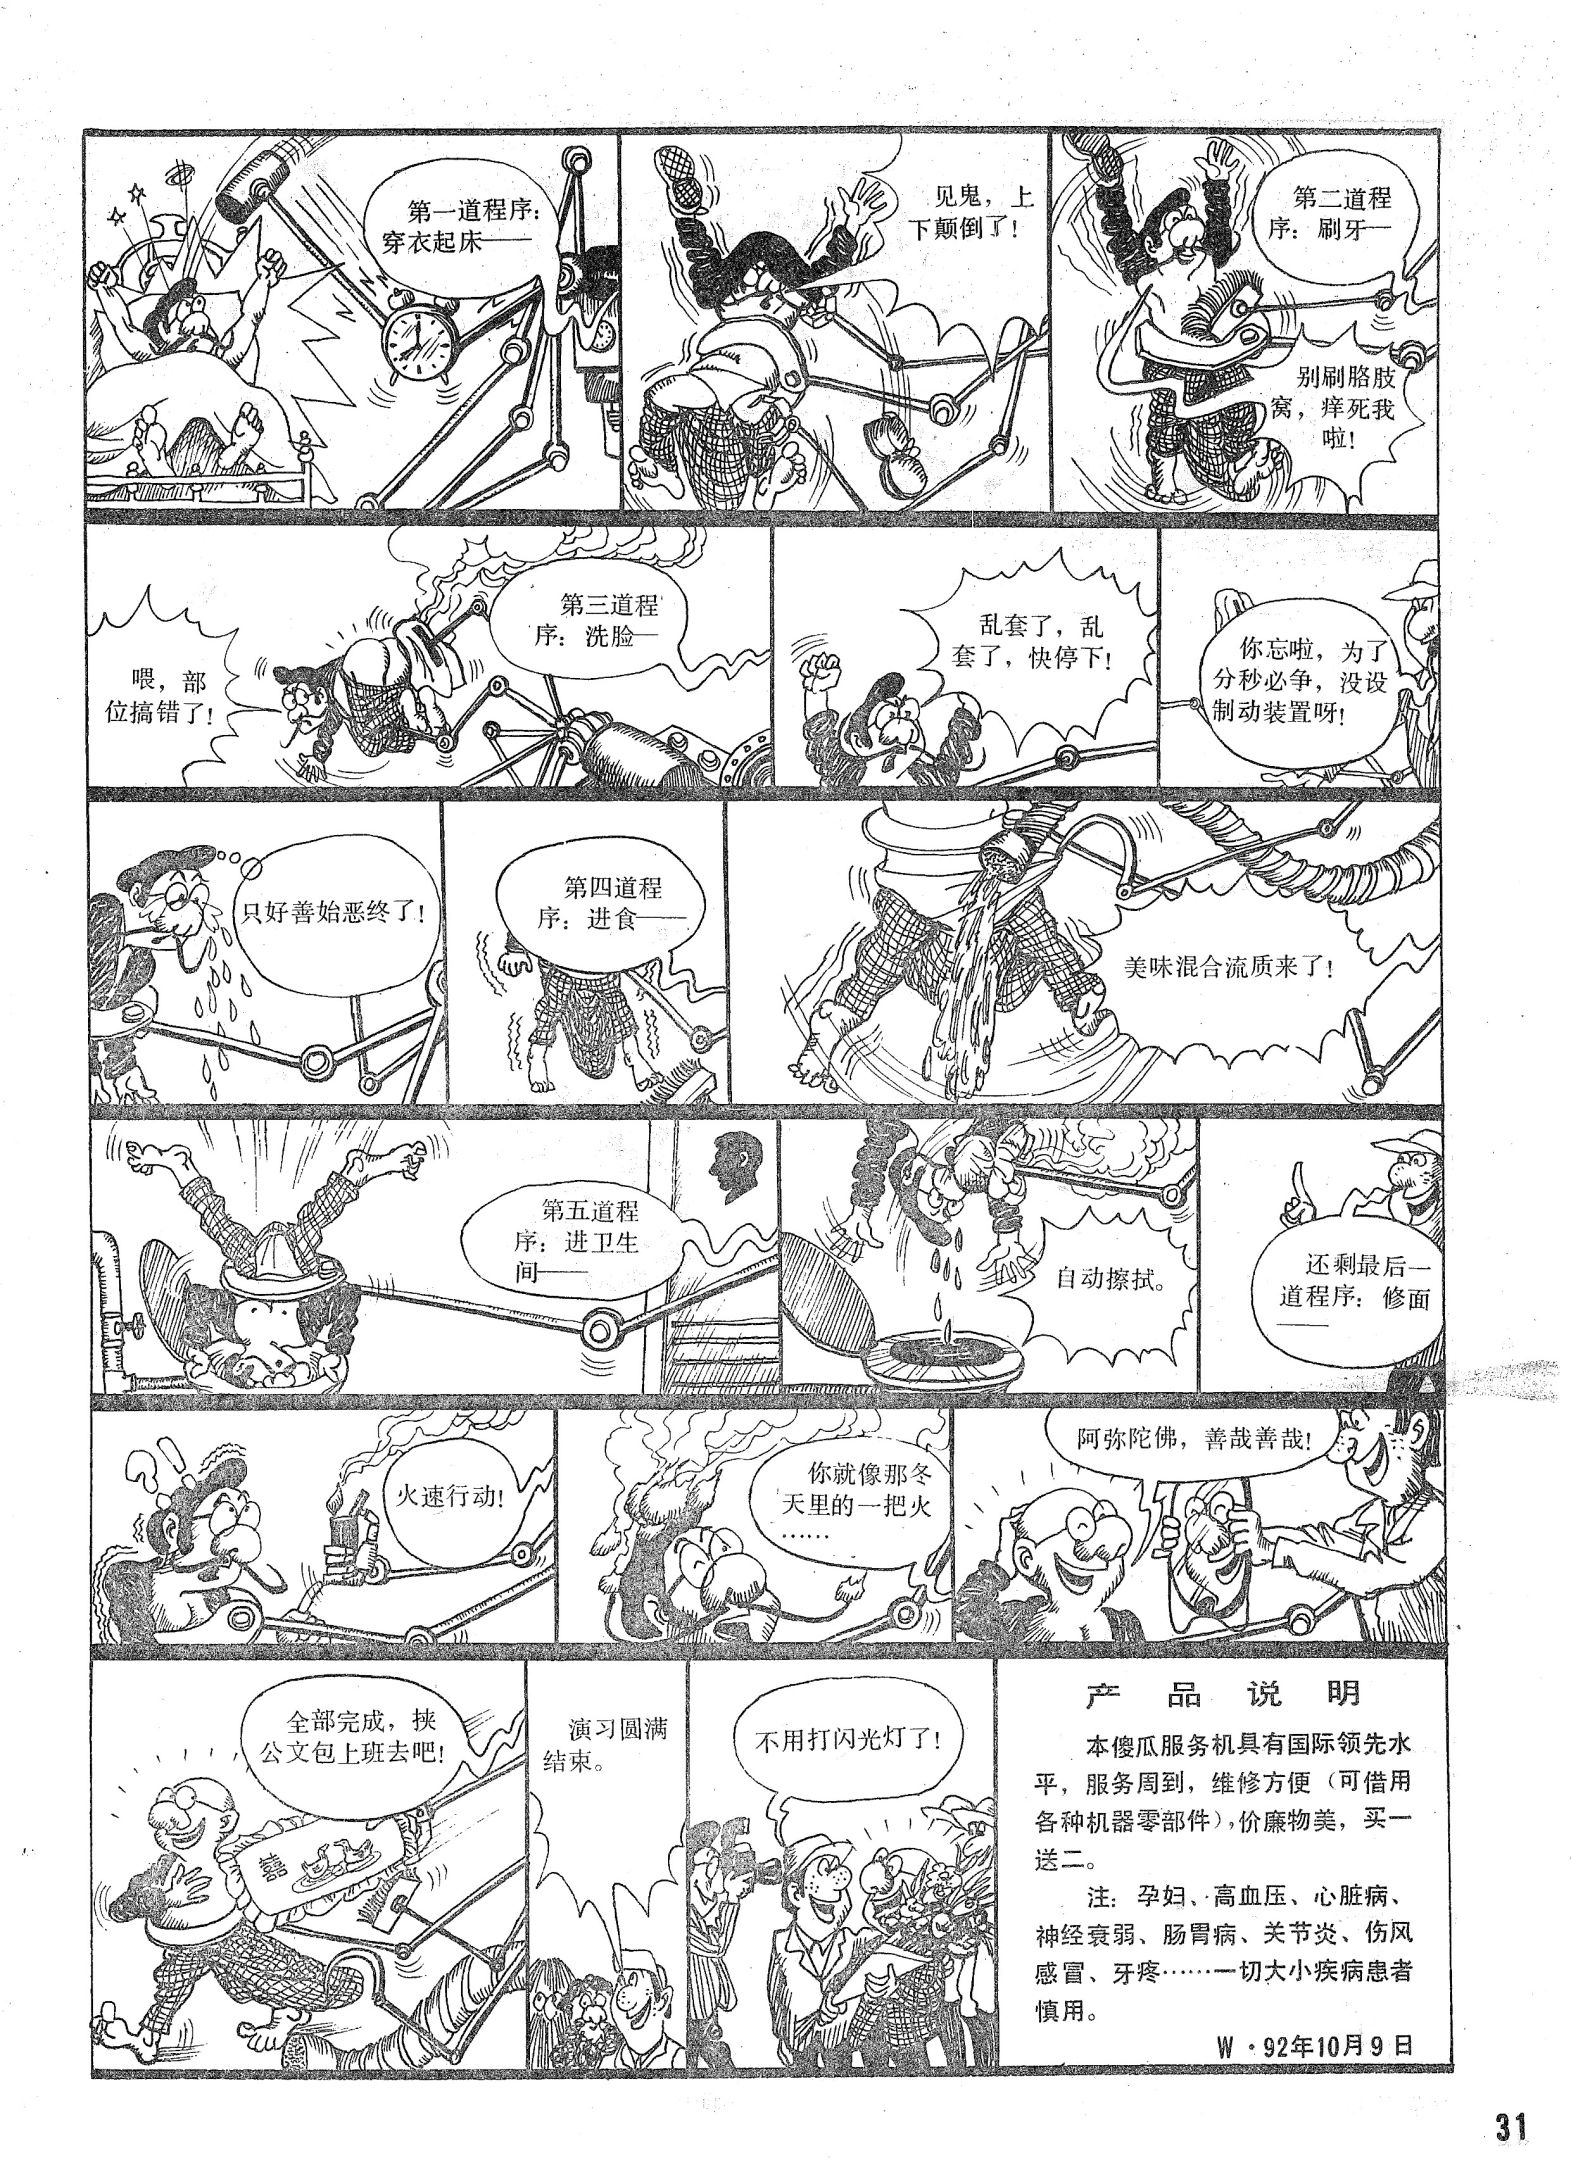 第一道程序：
穿衣起床——
见鬼，上
下颠倒了！
第二道程
序：刷牙—
别刷胳肢
窝，痒死我
啦！
喂，部
位搞错了！
第三道程
序：洗脸—
乱套了，乱
套了，快停下！
你忘啦，为了
分秒必争，没设
制动装置呀！
只好善始恶终了！
第四道程
序：进食——
美味混合流质来了！
第五道程
序：进卫生
间——
自动擦拭。
还剩最后一
道程序：修面
——
?!
火速行动！
你就像那冬
天里的一把火
……
阿弥陀佛，善哉善哉！
全部完成，挟
公文包上班去吧！
囍
演习圆满
结束。
不用打闪光灯了！
产品说明
本傻瓜服务机具有国际领先水
平，服务周到，维修方便（可借用
各种机器零部件），价廉物美，买一
送二。
注：孕妇、高血压、心脏病、
神经衰弱、肠胃病、关节炎、伤风
感冒、牙疼……一切大小疾病患者
慎用。
W·92年10月9日
31